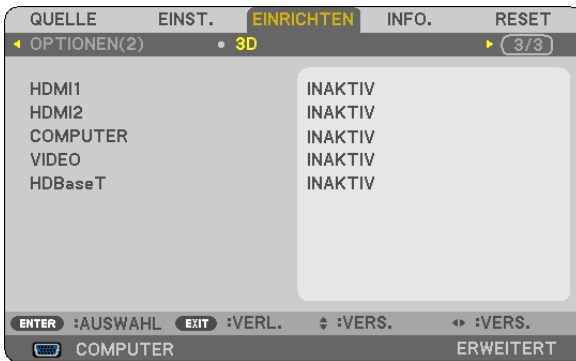 QUELLE EINST. EINRICHTEN INFO. RESET
OPTIONEN(2) 3D 3/3
HDMI1 INAKTIV
HDMI2 INAKTIV
COMPUTER INAKTIV
VIDEO INAKTIV
HDBaseT INAKTIV
ENTER :AUSWAHL EXIT :VERL. :VERS. :VERS.
COMPUTER ERWEITERT